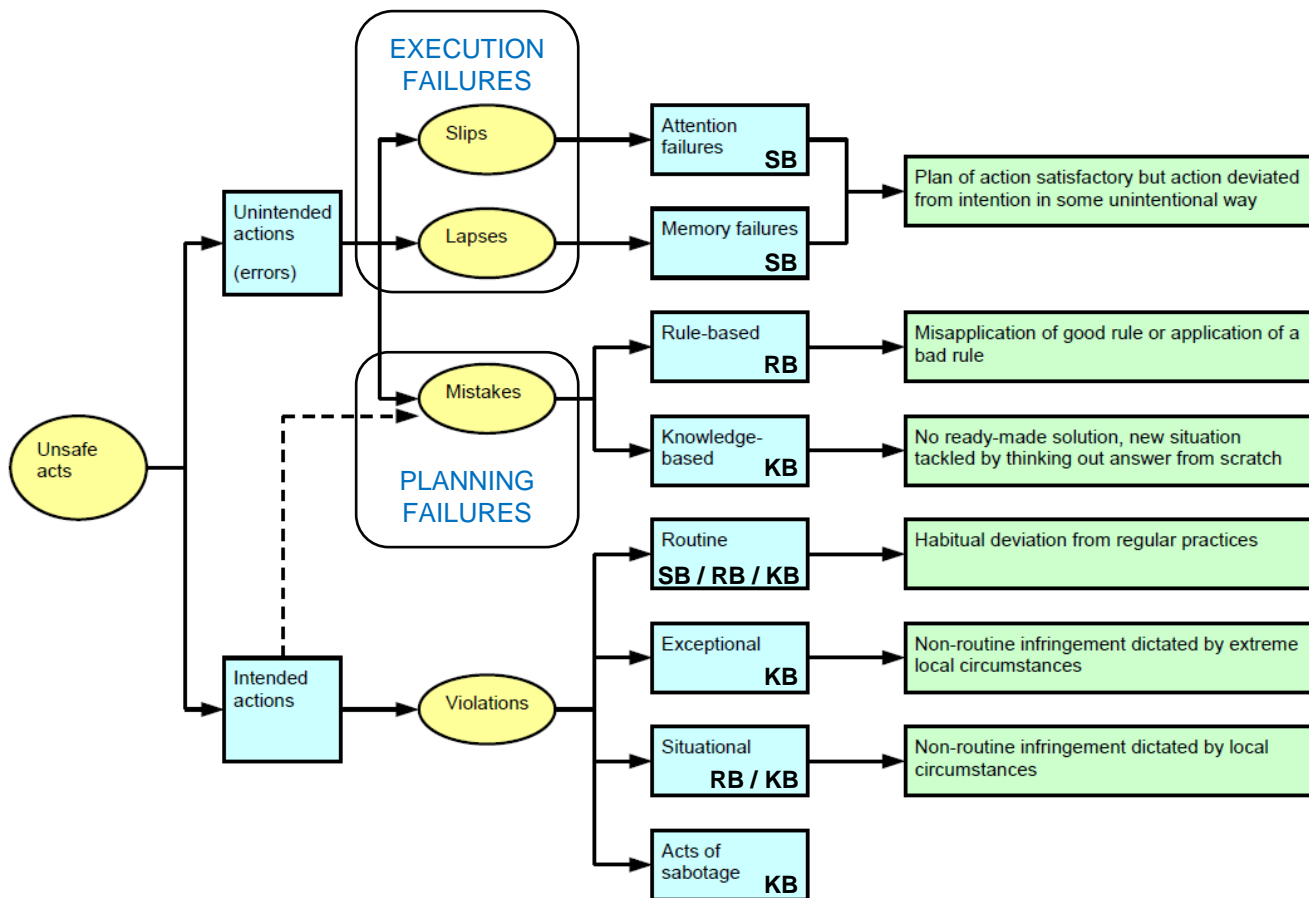 EXECUTION
FAILURES
Slips
Attention
failures
SB
Plan of action satisfactory but action deviated
from intention in some unintentional way
Unintended
actions
(errors)
Lapses
Memory failures
SB
Rule-based
RB
Misapplication of good rule or application of a
bad rule
Mistakes
Unsafe
acts
Knowledge-
based
KB
No ready-made solution, new situation
tackled by thinking out answer from scratch
PLANNING
FAILURES
Routine
SB / RB / KB
Habitual deviation from regular practices
Exceptional
KB
Non-routine infringement dictated by extreme
local circumstances
Intended
actions
Violations
Situational
RB / KB
Non-routine infringement dictated by local
circumstances
Acts of
sabotage
KB